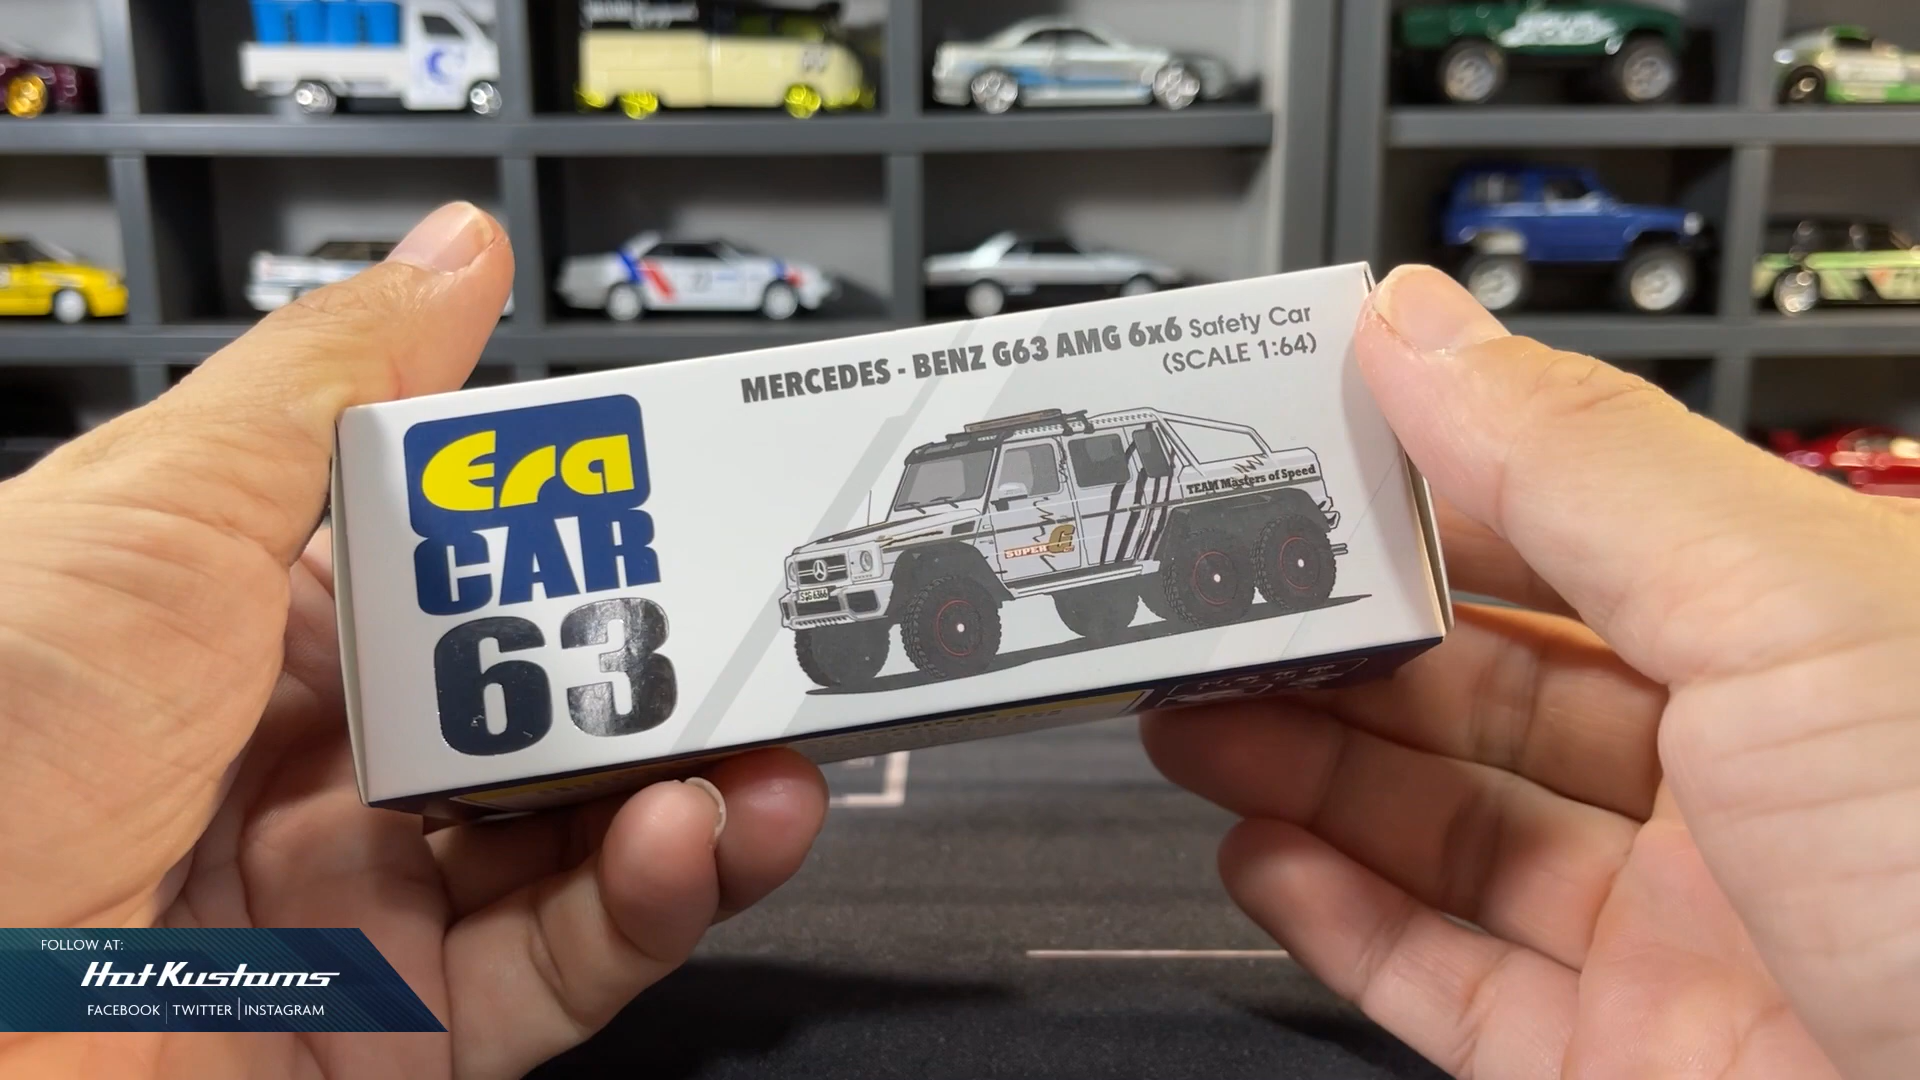 MERCEDES - BENZ G63 AMG 6x6 Safety Car
(SCALE 1:64)
Era
CAR
63
TEAM Masters of Speed
SUPER G
FOLLOW AT:
HotKustoms
FACEBOOK | TWITTER | INSTAGRAM